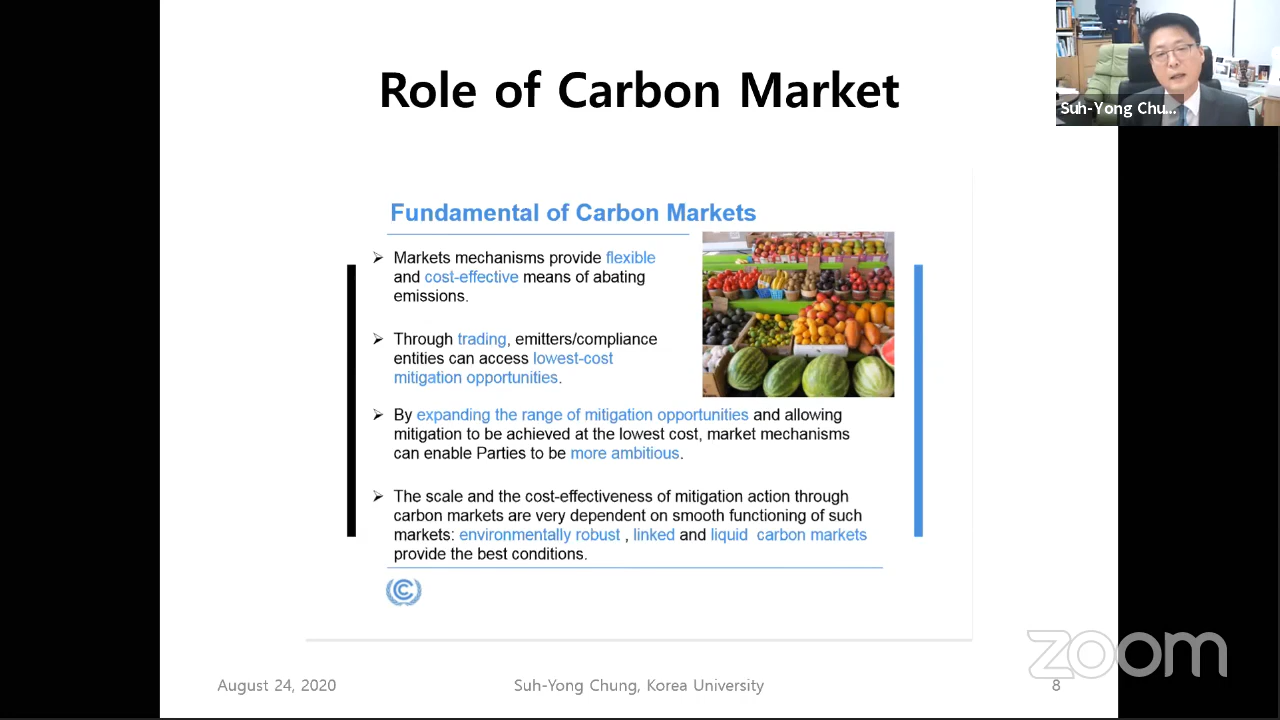 Role of Carbon Market
Suh-Yong Chu...
Fundamental of Carbon Markets
➢ Markets mechanisms provide flexible
and cost-effective means of abating
emissions.
➢ Through trading, emitters/compliance
entities can access lowest-cost
mitigation opportunities.
➢ By expanding the range of mitigation opportunities and allowing
mitigation to be achieved at the lowest cost, market mechanisms
can enable Parties to be more ambitious.
➢ The scale and the cost-effectiveness of mitigation action through
carbon markets are very dependent on smooth functioning of such
markets: environmentally robust , linked and liquid carbon markets
provide the best conditions.
zoom
August 24, 2020
Suh-Yong Chung, Korea University
8